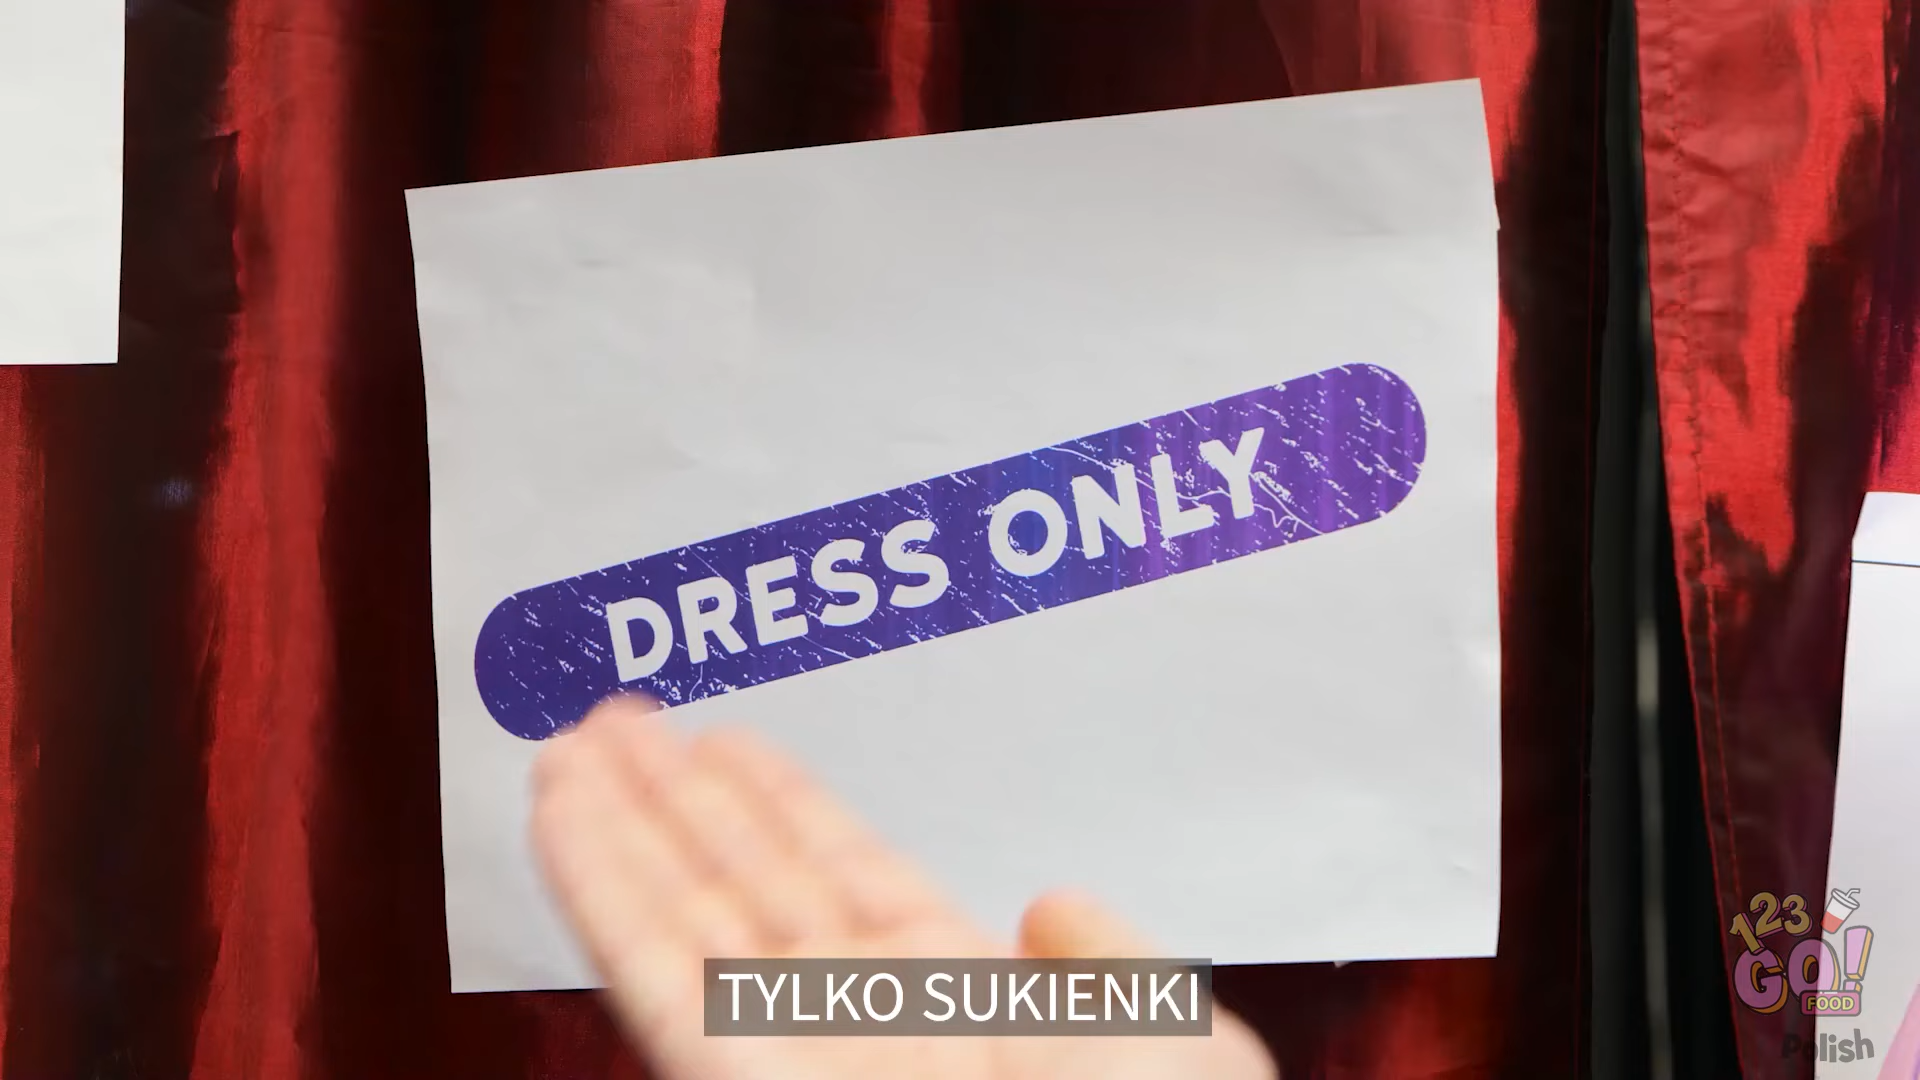 DRESS ONLY
TYLKO SUKIENKI
123
GO!
FOOD
Polish